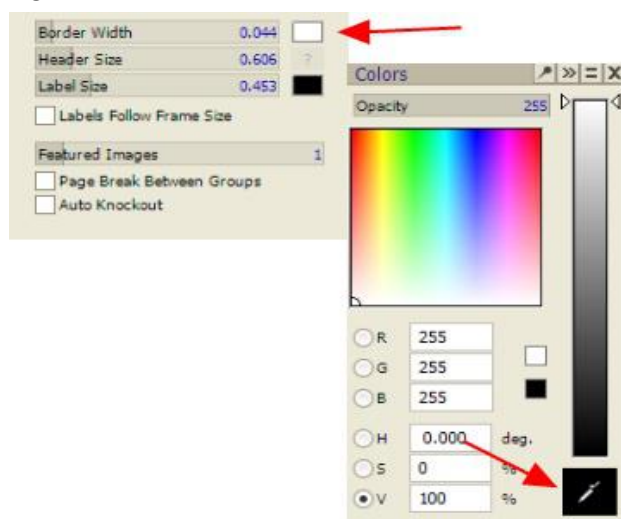 Border Width 0.044
Header Size 0.606 ?
Label Size 0.453
Labels Follow Frame Size
Featured Images 1
Page Break Between Groups
Auto Knockout
Colors » = X
Opacity 255
R 255
G 255
B 255
H 0.000 deg.
S 0 %
V 100 %